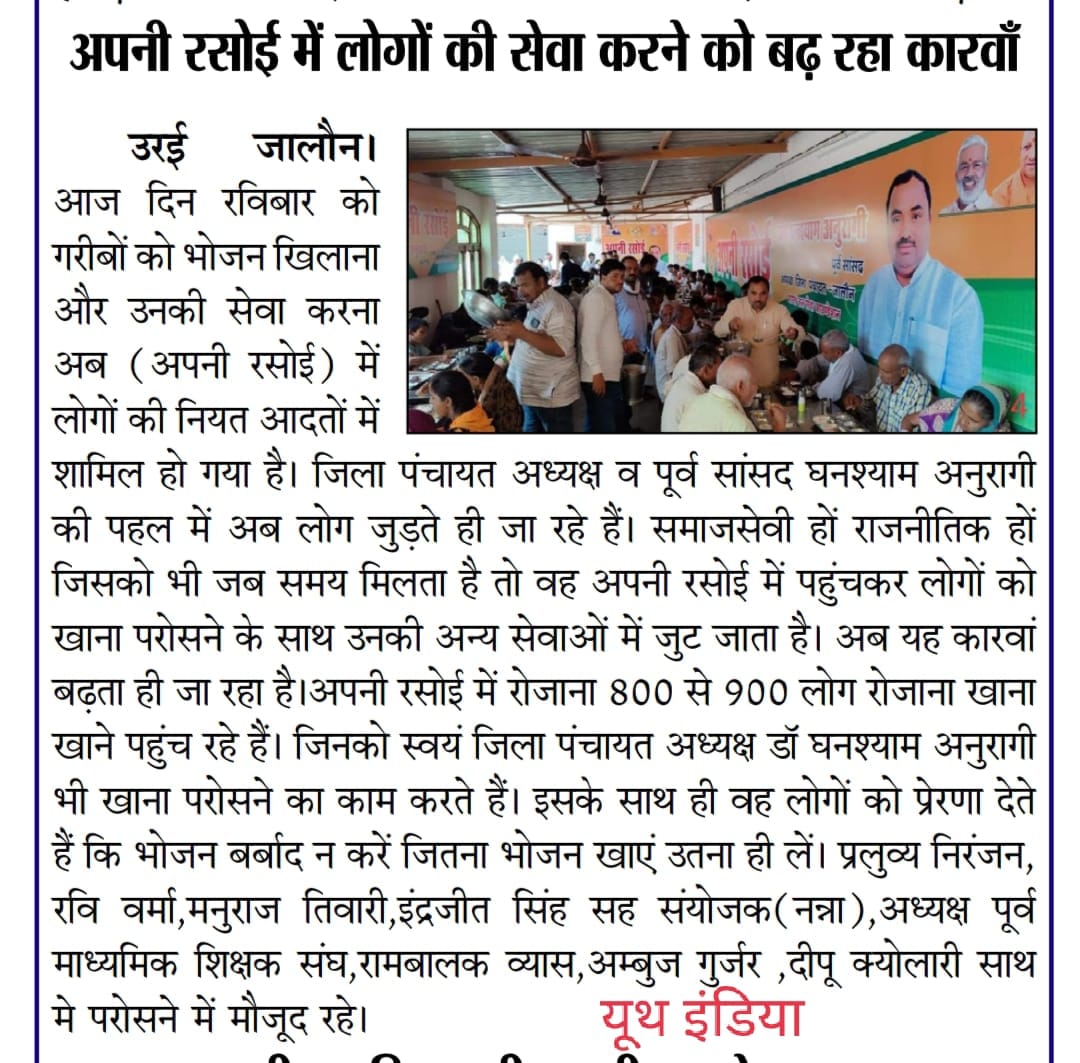 अपनी रसोई में लोगों की सेवा करने को बढ़ रहा कारवाँ
उरई जालौन।
आज दिन रविबार को
गरीबों को भोजन खिलाना
और उनकी सेवा करना
अब (अपनी रसोई) में
लोगों की नियत आदतों में
अपनी रसोई
पूर्व सांसद
4
शामिल हो गया है। जिला पंचायत अध्यक्ष व पूर्व सांसद घनश्याम अनुरागी
की पहल में अब लोग जुड़ते ही जा रहे हैं। समाजसेवी हों राजनीतिक हों
जिसको भी जब समय मिलता है तो वह अपनी रसोई में पहुंचकर लोगों को
खाना परोसने के साथ उनकी अन्य सेवाओं में जुट जाता है। अब यह कारवां
बढ़ता ही जा रहा है।अपनी रसोई में रोजाना 800 से 900 लोग रोजाना खाना
खाने पहुंच रहे हैं। जिनको स्वयं जिला पंचायत अध्यक्ष डॉ घनश्याम अनुरागी
भी खाना परोसने का काम करते हैं। इसके साथ ही वह लोगों को प्रेरणा देते
हैं कि भोजन बर्बाद न करें जितना भोजन खाएं उतना ही लें। प्रलुव्य निरंजन,
रवि वर्मा,मनुराज तिवारी,इंद्रजीत सिंह सह संयोजक(नन्ना),अध्यक्ष पूर्व
माध्यमिक शिक्षक संघ,रामबालक व्यास,अम्बुज गुर्जर ,दीपू क्योलारी साथ
मे परोसने में मौजूद रहे।
यूथ इंडिया